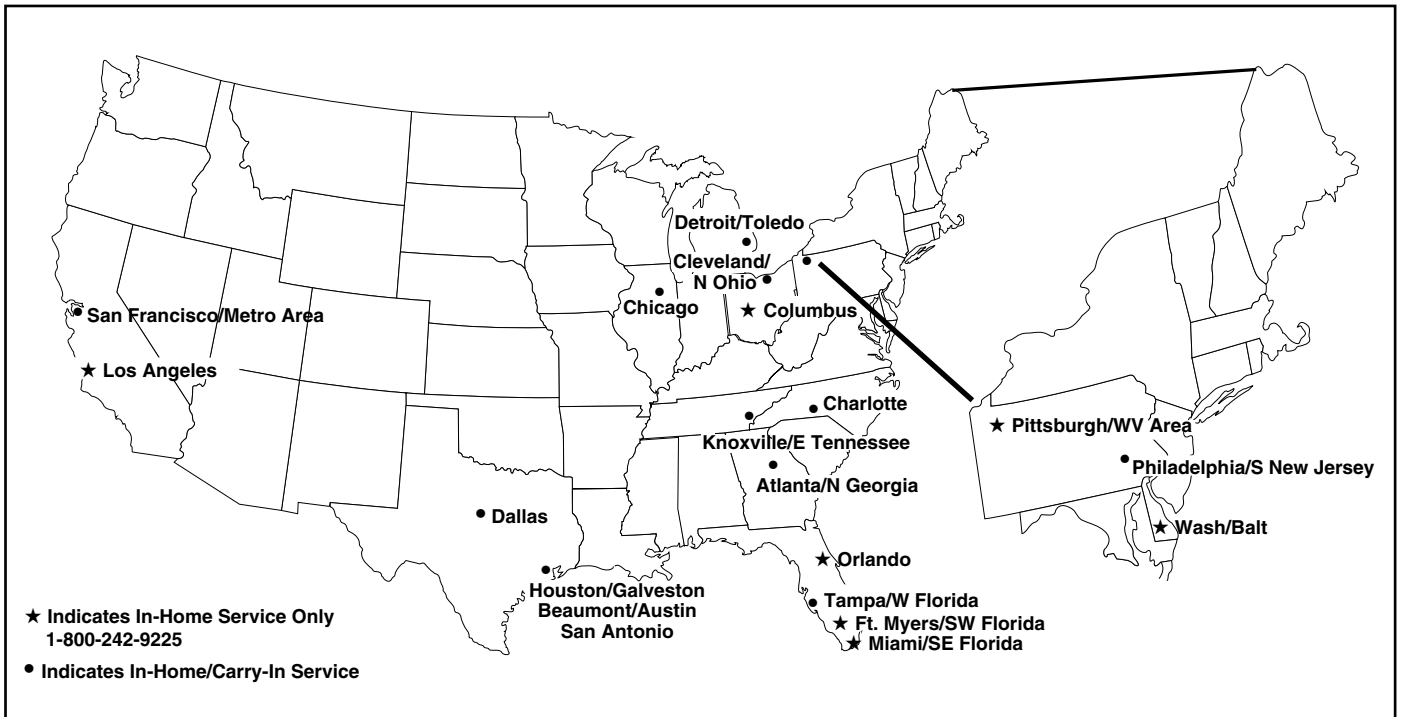 Detroit/Toledo
Cleveland/
N Ohio
Chicago
Columbus
San Francisco/Metro Area
Los Angeles
Charlotte
Knoxville/E Tennessee
Atlanta/N Georgia
Pittsburgh/WV Area
Philadelphia/S New Jersey
Wash/Balt
Dallas
Orlando
Houston/Galveston
Beaumont/Austin
San Antonio
Tampa/W Florida
Ft. Myers/SW Florida
Miami/SE Florida
★ Indicates In-Home Service Only
1-800-242-9225
● Indicates In-Home/Carry-In Service